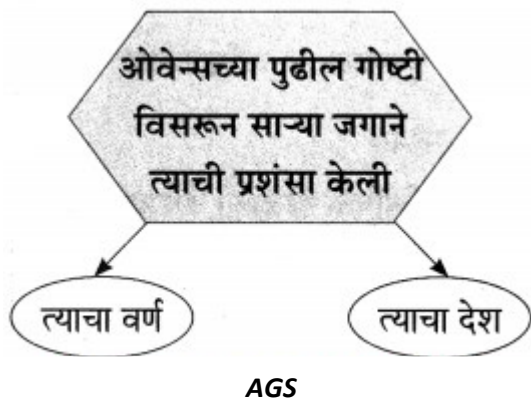 ओवेन्सच्या पुढील गोष्टी
विसरून साऱ्या जगाने
त्याची प्रशंसा केली
त्याचा वर्ण
त्याचा देश
AGS